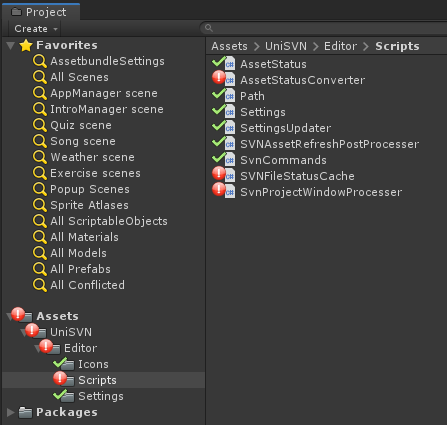 Project
Create
Favorites
AssetbundleSettings
All Scenes
AppManager scene
IntroManager scene
Quiz scene
Song scene
Weather scene
Exercise scenes
Popup Scenes
Sprite Atlases
All ScriptableObjects
All Materials
All Models
All Prefabs
All Conflicted
Assets
UniSVN
Editor
Icons
Scripts
Settings
Packages
Assets > UniSVN > Editor > Scripts
AssetStatus
AssetStatusConverter
Path
Settings
SettingsUpdater
SVNAssetRefreshPostProcesser
SvnCommands
SVNFileStatusCache
SvnProjectWindowProcesser